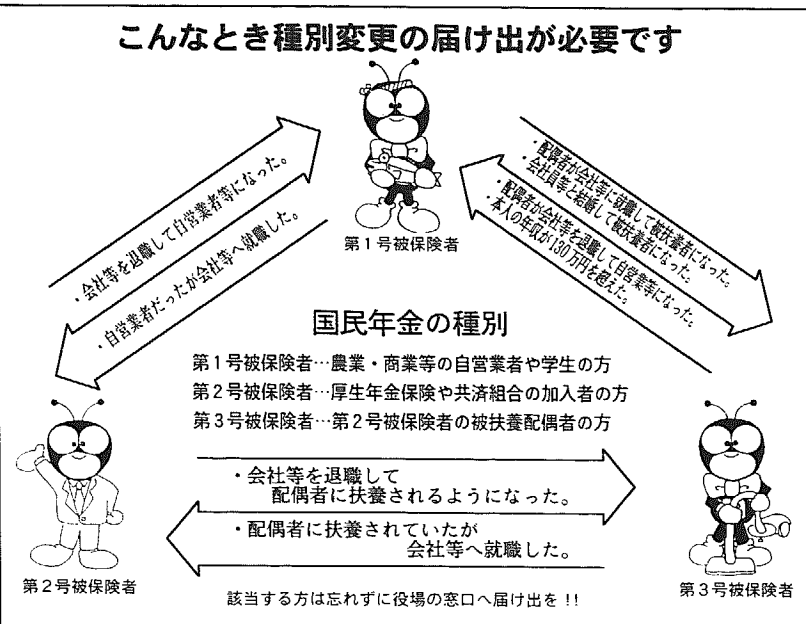 こんなとき種別変更の届け出が必要です
第1号被保険者
・会社等を退職して自営業者等になった。
・自営業者だったが会社等へ就職した。
・配偶者が会社等に就職して被扶養者になった。
・会社員等と結婚して被扶養者になった。
・配偶者が会社等を退職して自営業等になった。
・本人の年収が130万円を超えた。
国民年金の種別
第1号被保険者…農業・商業等の自営業者や学生の方
第2号被保険者…厚生年金保険や共済組合の加入者の方
第3号被保険者…第2号被保険者の被扶養配偶者の方
・会社等を退職して
配偶者に扶養されるようになった。
・配偶者に扶養されていたが
会社等へ就職した。
第2号被保険者
第3号被保険者
該当する方は忘れずに役場の窓口へ届け出を!!